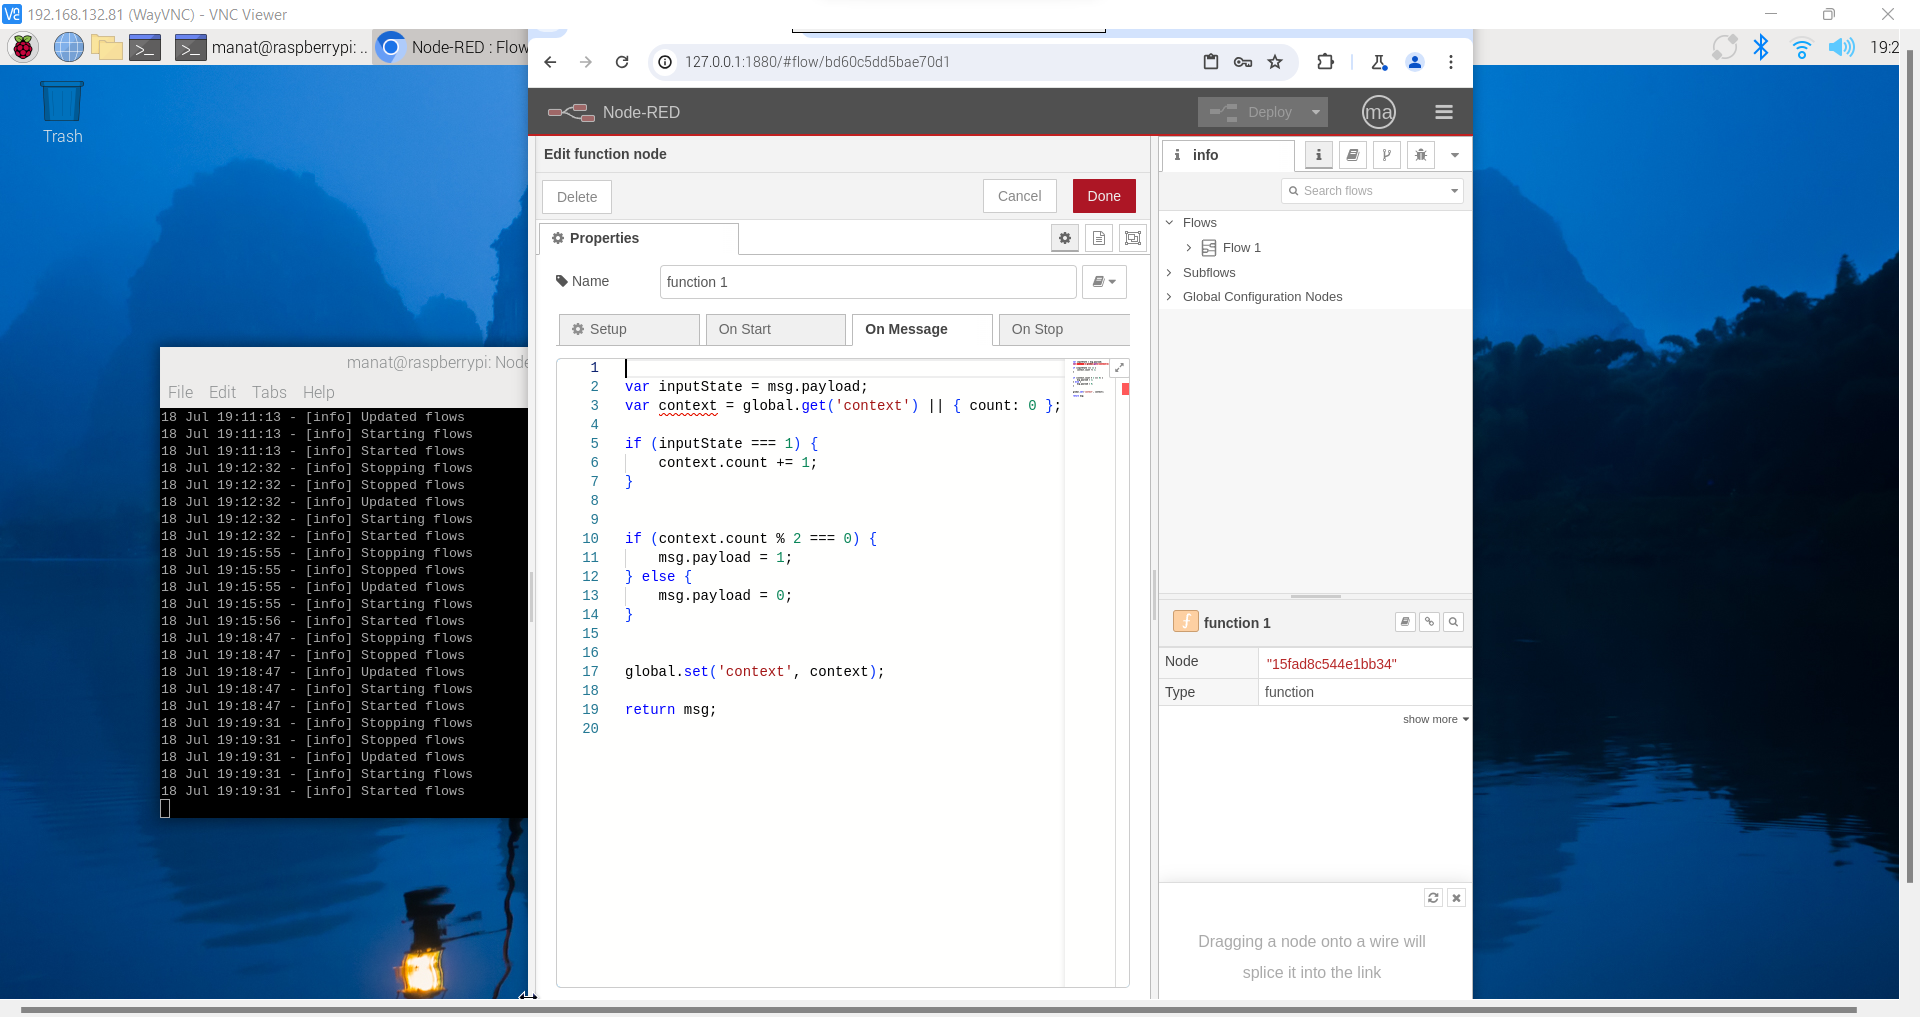 192.168.132.81 (WayVNC) - VNC Viewer
manat@raspberrypi: ..
Node-RED : Flow
19:2
Trash
127.0.0.1:1880/#flow/bd60c5dd5bae70d1
Node-RED
Deploy
ma
Edit function node
Delete
Cancel
Done
Properties
Name
function 1
Setup
On Start
On Message
On Stop
1
2 var inputState = msg.payload;
3 var context = global.get('context') || { count: 0 };
4
5 if (inputState === 1) {
6 context.count += 1;
7 }
8
9
10 if (context.count % 2 === 0) {
11 msg.payload = 1;
12 } else {
13 msg.payload = 0;
14 }
15
16
17 global.set('context', context);
18
19 return msg;
20
info
Search flows
Flows
Flow 1
Subflows
Global Configuration Nodes
function 1
Node "15fad8c544e1bb34"
Type function
show more
Dragging a node onto a wire will
splice it into the link
manat@raspberrypi: Node
File Edit Tabs Help
18 Jul 19:11:13 - [info] Updated flows
18 Jul 19:11:13 - [info] Starting flows
18 Jul 19:11:13 - [info] Started flows
18 Jul 19:12:32 - [info] Stopping flows
18 Jul 19:12:32 - [info] Stopped flows
18 Jul 19:12:32 - [info] Updated flows
18 Jul 19:12:32 - [info] Starting flows
18 Jul 19:12:32 - [info] Started flows
18 Jul 19:15:55 - [info] Stopping flows
18 Jul 19:15:55 - [info] Stopped flows
18 Jul 19:15:55 - [info] Updated flows
18 Jul 19:15:55 - [info] Starting flows
18 Jul 19:15:56 - [info] Started flows
18 Jul 19:18:47 - [info] Stopping flows
18 Jul 19:18:47 - [info] Stopped flows
18 Jul 19:18:47 - [info] Updated flows
18 Jul 19:18:47 - [info] Starting flows
18 Jul 19:18:47 - [info] Started flows
18 Jul 19:19:31 - [info] Stopping flows
18 Jul 19:19:31 - [info] Stopped flows
18 Jul 19:19:31 - [info] Updated flows
18 Jul 19:19:31 - [info] Starting flows
18 Jul 19:19:31 - [info] Started flows